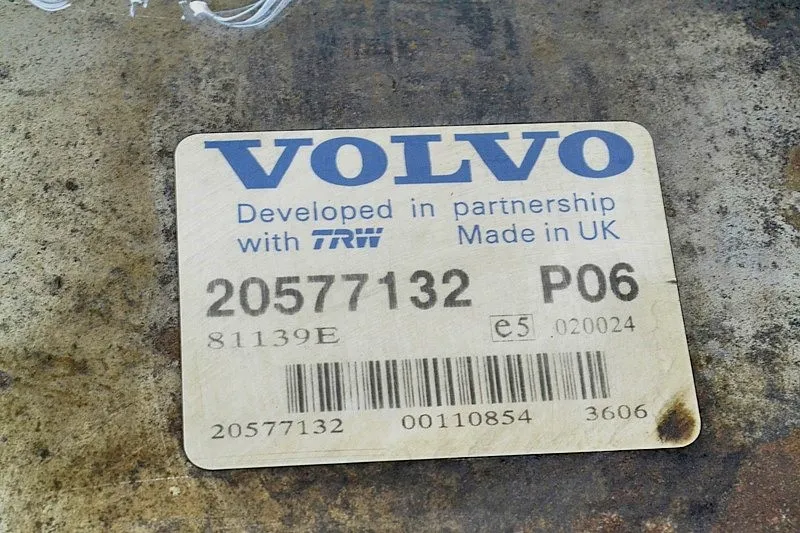 VOLVO
Developed in partnership
with TRW Made in UK
20577132 P06
81139E e5 020024
20577132 00110854 3606